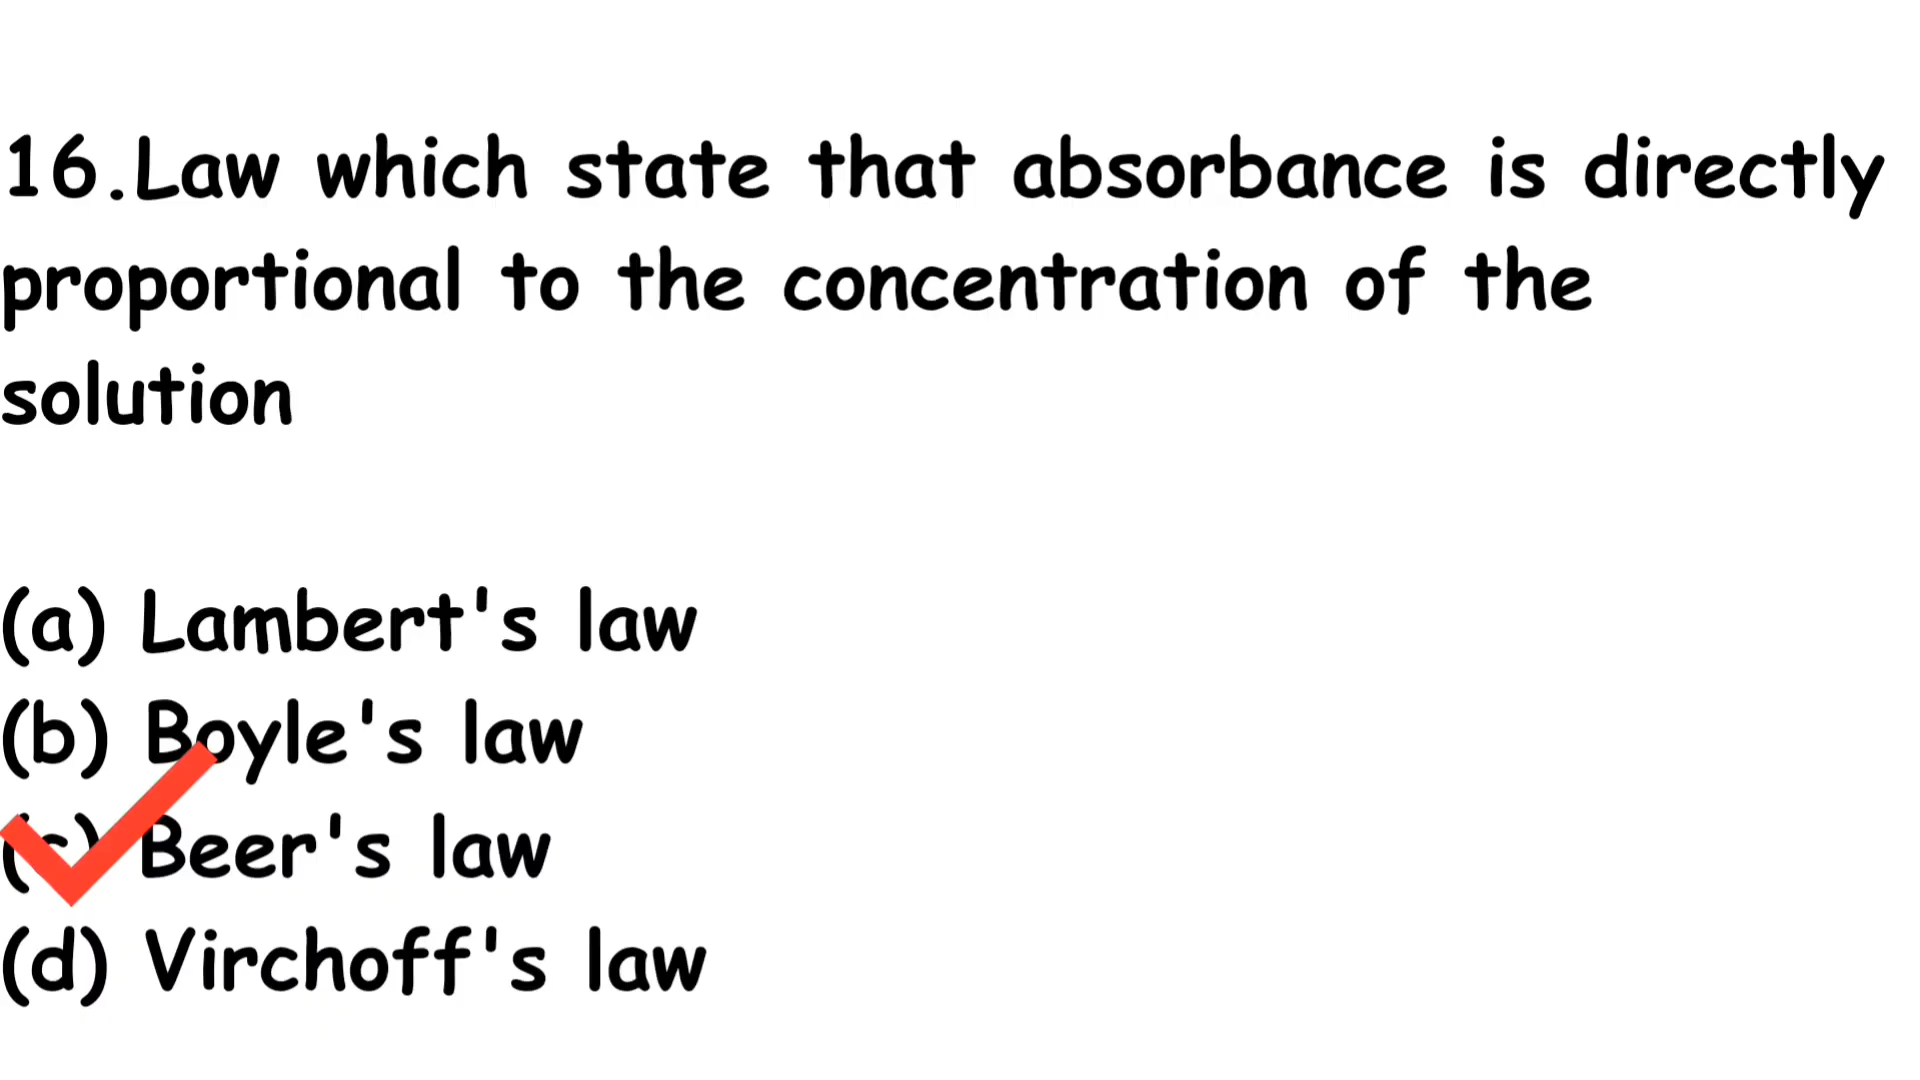 16.Law which state that absorbance is directly
proportional to the concentration of the
solution
(a) Lambert's law
(b) Boyle's law
(c) Beer's law
(d) Virchoff's law